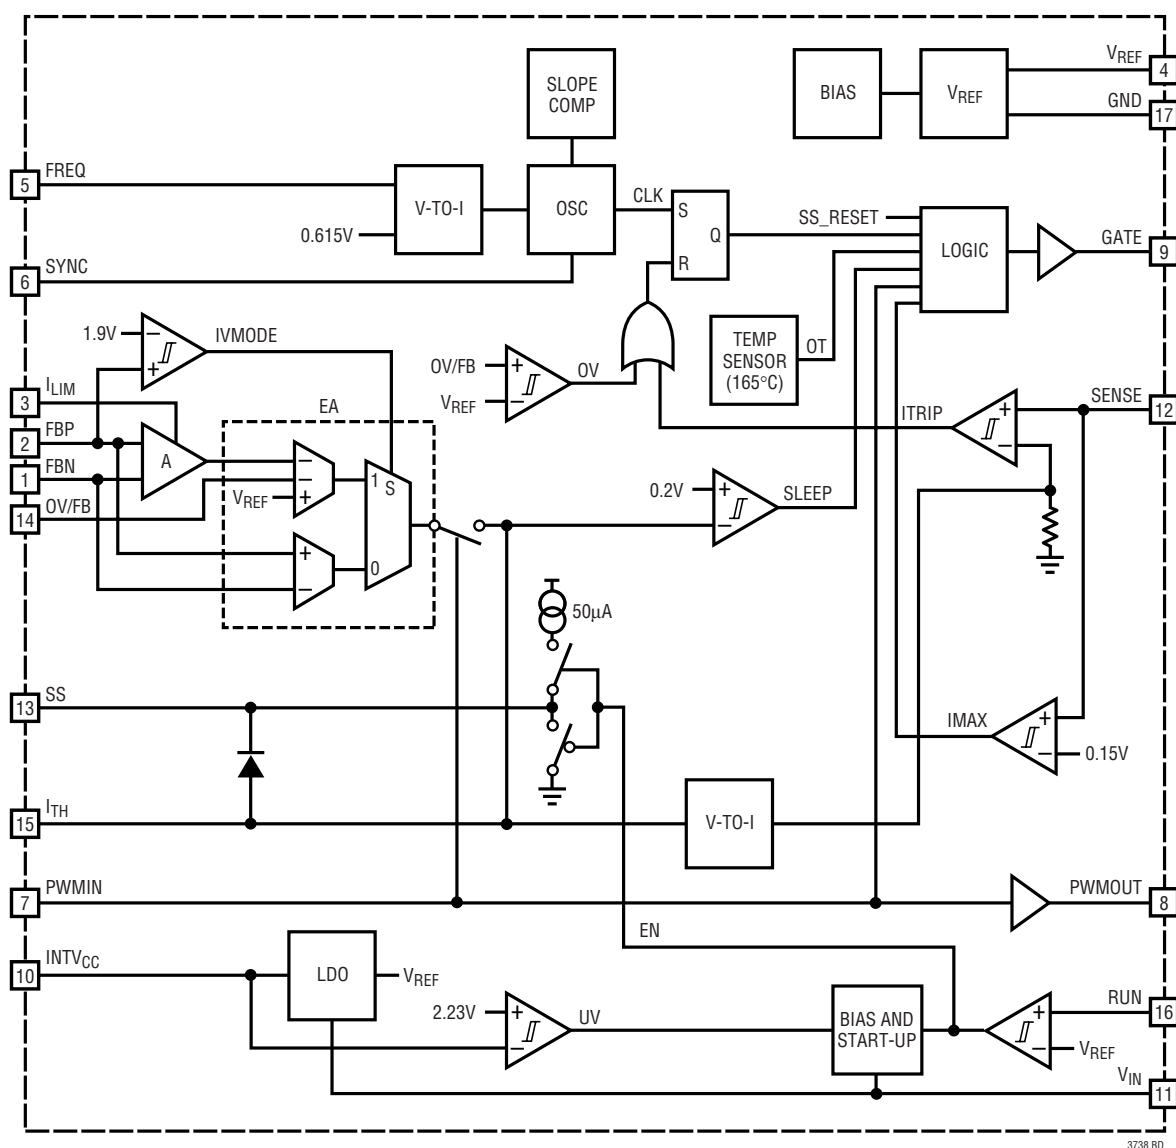 SLOPE
COMP
BIAS
VREF
VREF
4
GND
17
5
FREQ
V-TO-I
OSC
CLK
S
Q
R
SS_RESET
LOGIC
GATE
9
0.615V
6
SYNC
1.9V
−
+
IVMODE
OV/FB
+
VREF
−
OV
TEMP
SENSOR
(165°C)
OT
3
ILIM
2
FBP
1
FBN
14
OV/FB
A
EA
−
−
VREF
+
1
S
0
+
−
ITRIP
+
−
SENSE
12
0.2V
+
−
SLEEP
50µA
13
SS
IMAX
+
−
0.15V
15
ITH
V-TO-I
7
PWMIN
PWMOUT
8
EN
10
INTVCC
LDO
VREF
2.23V
+
−
UV
BIAS AND
START-UP
+
−
RUN
16
VREF
VIN
11
3738 BD